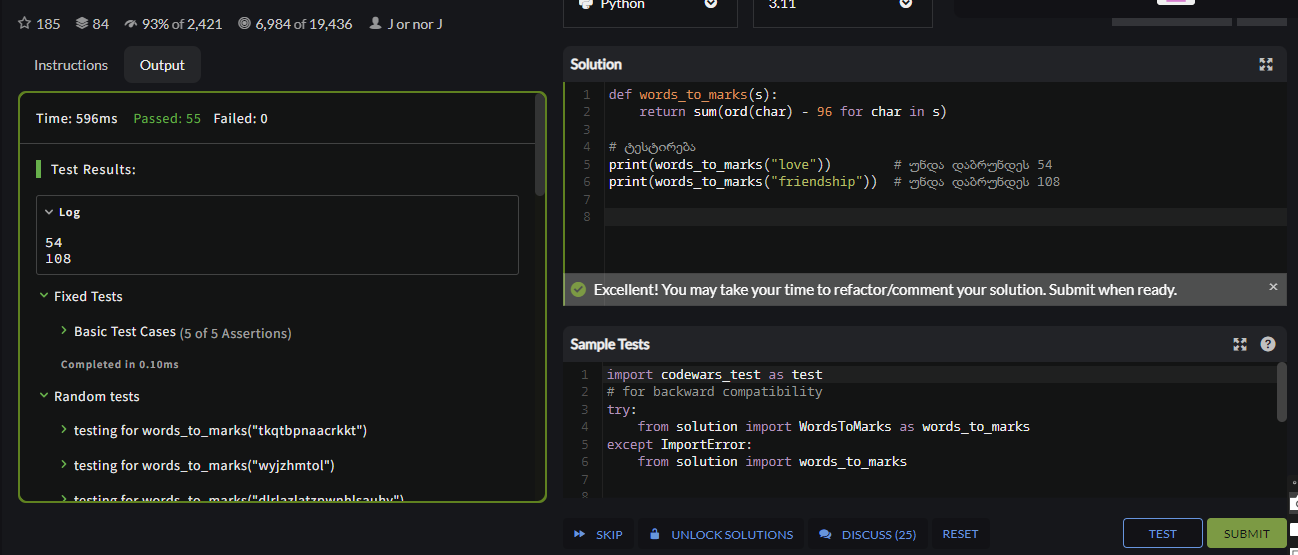 185 84 93% of 2,421 6,984 of 19,436 J or nor J
Python
3.11
Instructions Output
Time: 596ms Passed: 55 Failed: 0
Test Results:
Log
54
108
Fixed Tests
Basic Test Cases (5 of 5 Assertions)
Completed in 0.10ms
Random tests
testing for words_to_marks("tkqtbpnaacrkkt")
testing for words_to_marks("wyjzhmtol")
testing for
Solution
1 def words_to_marks(s):
2     return sum(ord(char) - 96 for char in s)
3
4 # ტესტირება
5 print(words_to_marks("love"))        # უნდა დაბრუნდეს 54
6 print(words_to_marks("friendship"))  # უნდა დაბრუნდეს 108
7
8
Excellent! You may take your time to refactor/comment your solution. Submit when ready. ×
Sample Tests ?
1 import codewars_test as test
2 # for backward compatibility
3 try:
4     from solution import WordsToMarks as words_to_marks
5 except ImportError:
6     from solution import words_to_marks
7
8
SKIP UNLOCK SOLUTIONS DISCUSS (25) RESET TEST SUBMIT